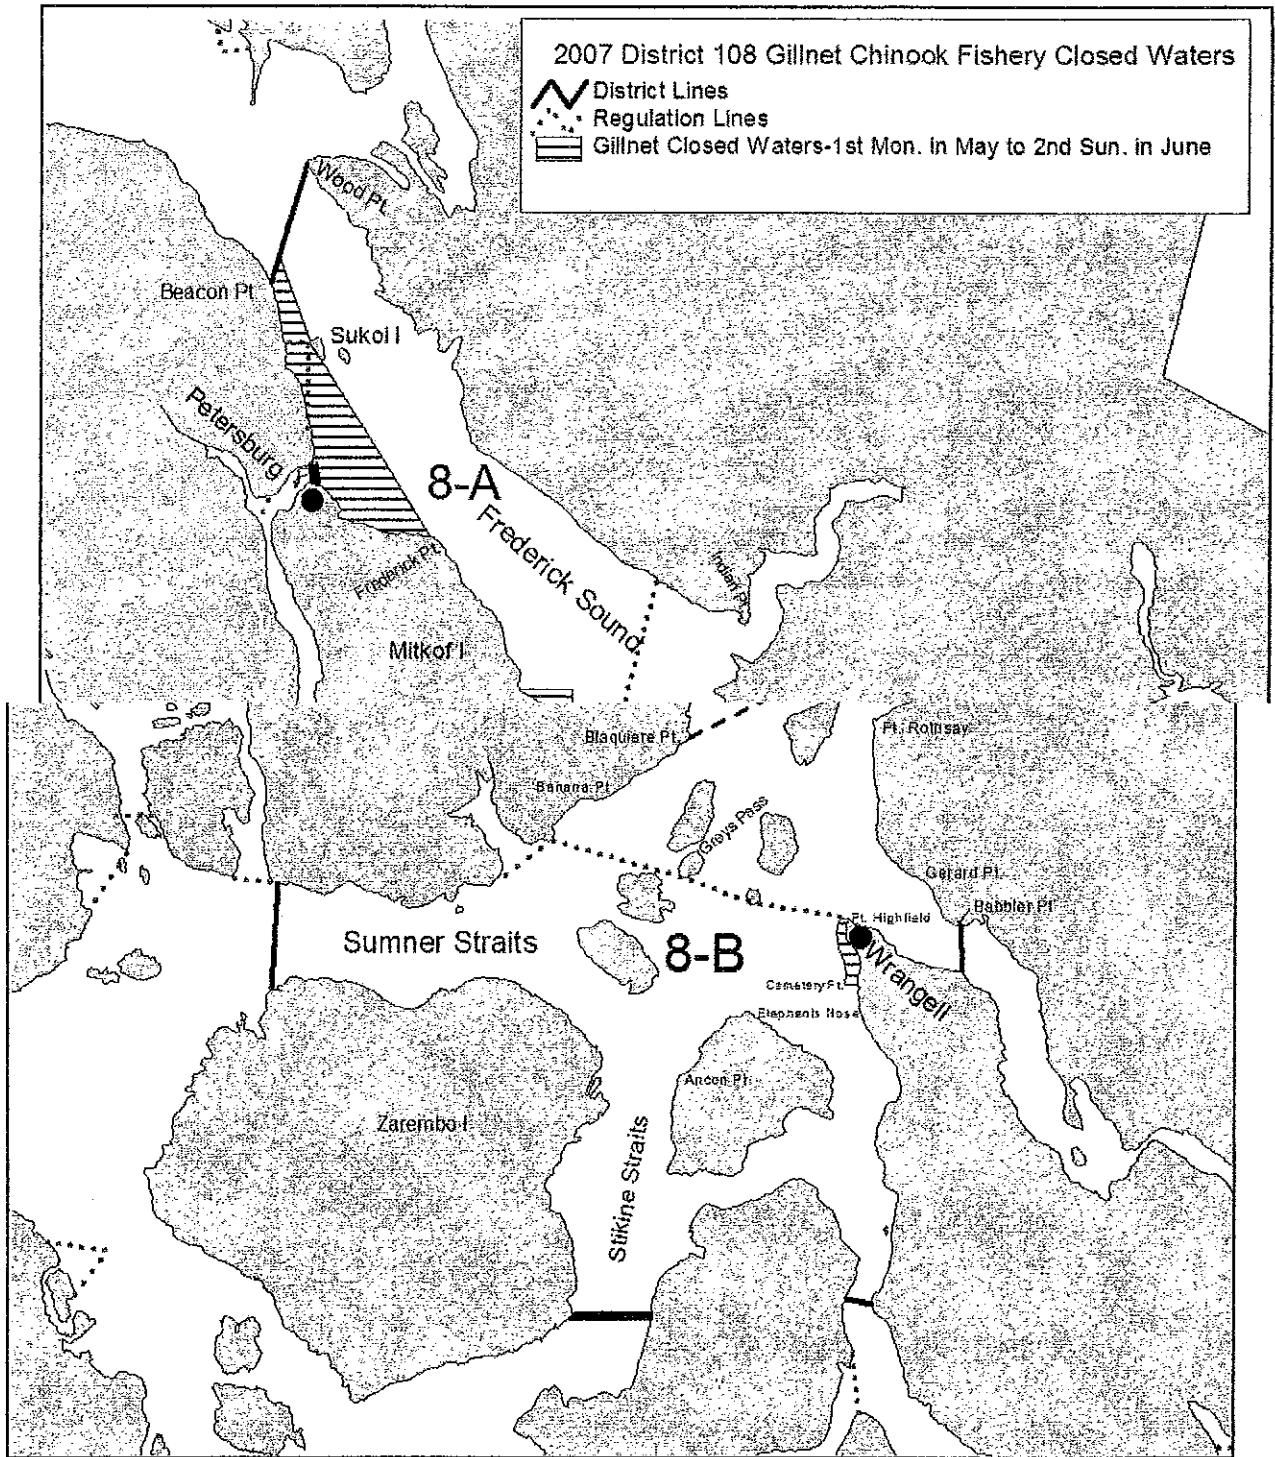 2007 District 108 Gillnet Chinook Fishery Closed Waters
District Lines
Regulation Lines
Gillnet Closed Waters-1st Mon. in May to 2nd Sun. in June
Wood Pt.
Beacon Pt
Sukoi I
Petersburg
8-A
Frederick Sound
Frederick Pt.
Indian Pt.
Mitkof I
Blaquiere Pt.
Pt. Rothsay
Banana Pt
Greys Pass
Gerard Pt.
Babbler Pt
Pt. Highfield
Sumner Straits
8-B
Wrangell
Cemetery Pt.
Elephants Nose
Ancon Pt.
Zarembo I
Stikine Straits